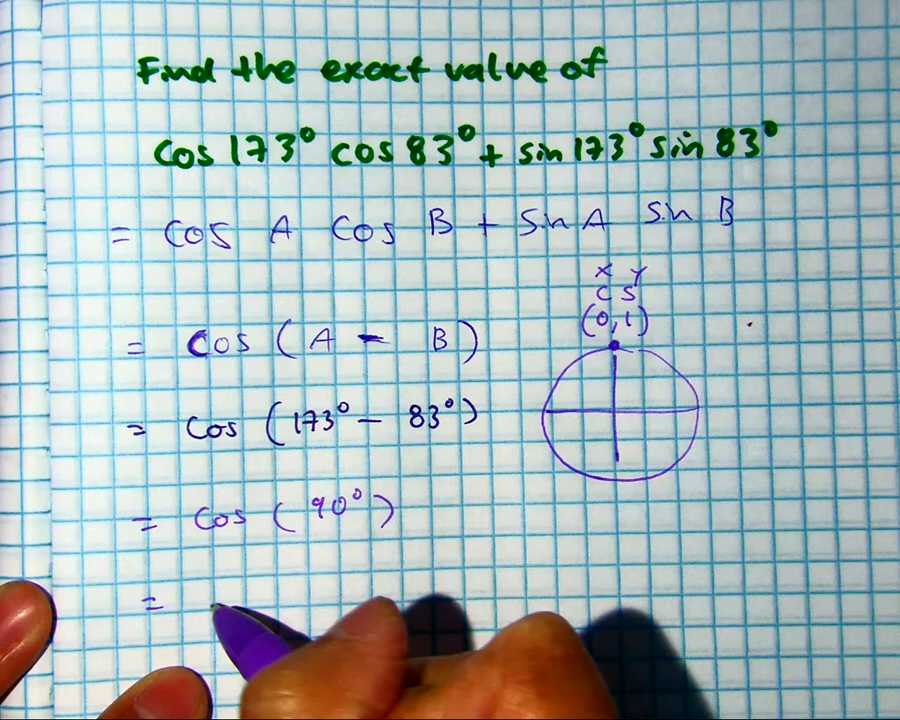 Find the exact value of
cos 173° cos 83° + sin 173° sin 83°
= cos A cos B + sin A sin B
x y
c s
(0,1)
= cos (A - B)
= cos (173° - 83°)
= cos (90°)
=